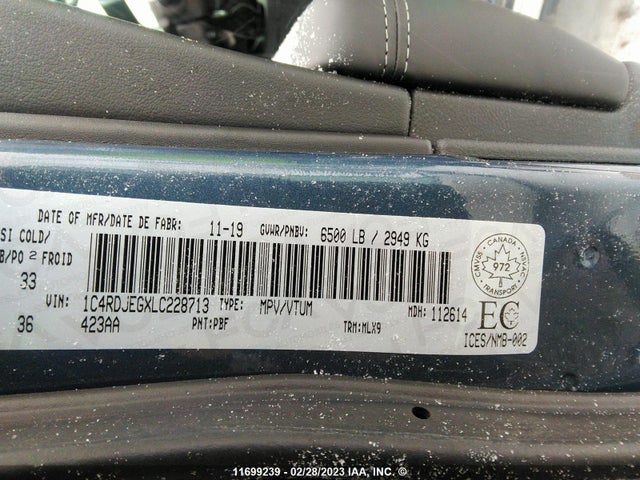 DATE OF MFR/DATE DE FABR: 11-19 GVWR/PNBV: 6500 LB / 2949 KG
SI COLD/
B/PO 2 FROID
33
VIN: 1C4RDJEGXLC228713 TYPE: MPV/VTUM MDH: 112614
36 423AA PNT: PBF TRM: MLX9
CANADA
CMVSS NSVAC
972
TRANSPORT
EC
ICES/NMB-002
11699239 - 02/28/2023 IAA, INC. ©